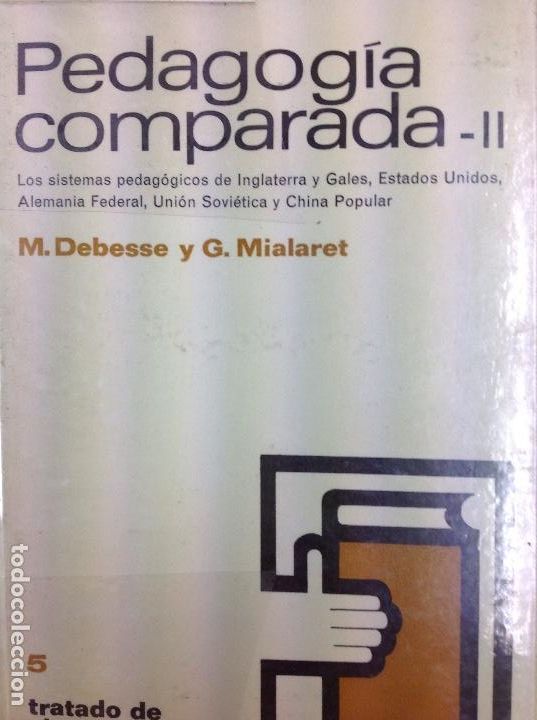 Pedagogía
comparada - II
Los sistemas pedagógicos de Inglaterra y Gales, Estados Unidos,
Alemania Federal, Unión Soviética y China Popular
M. Debesse y G. Mialaret
5
tratado de
todocoleccion